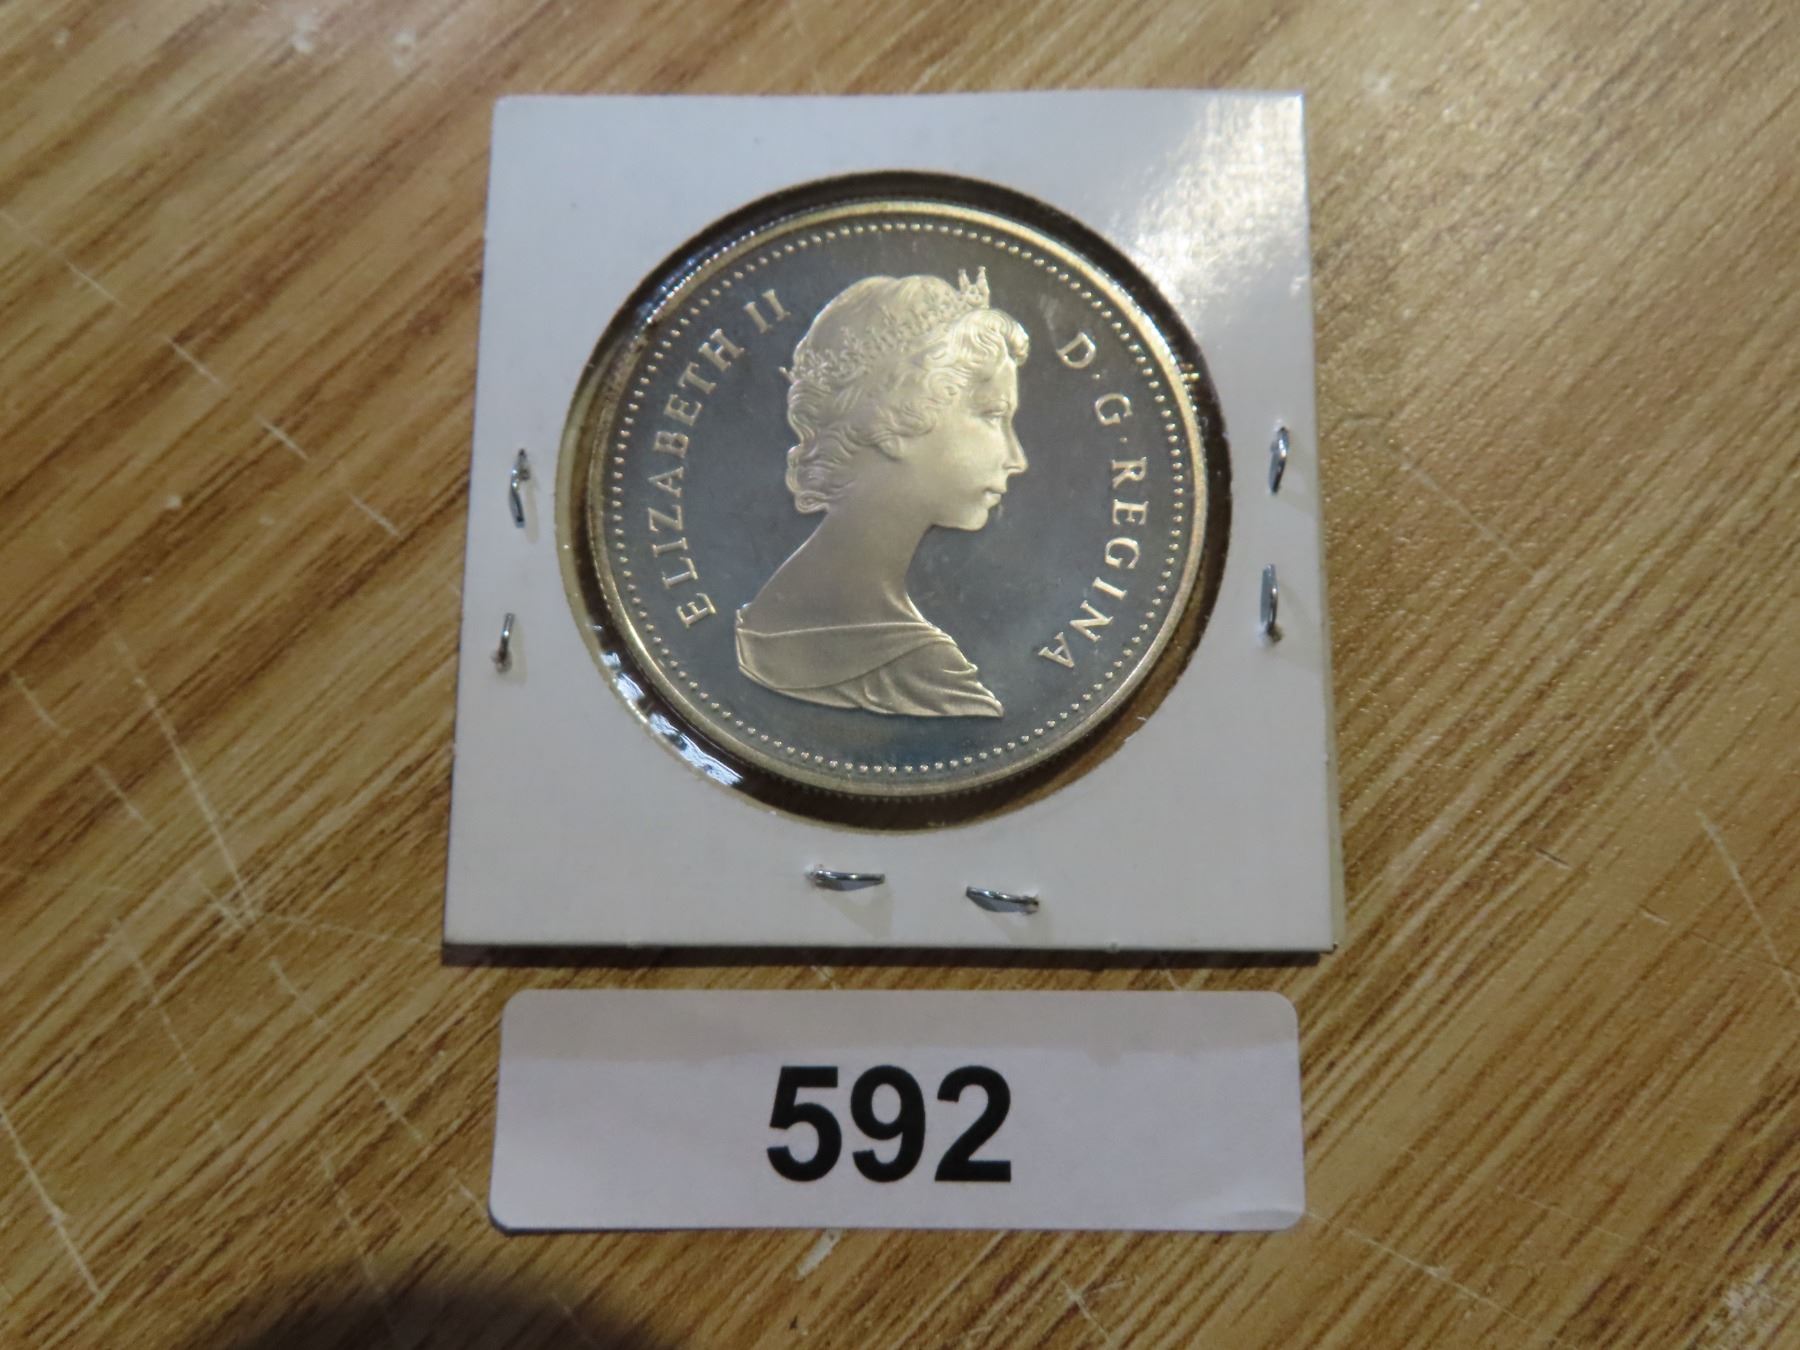 ELIZABETH II D·G·REGINA
592